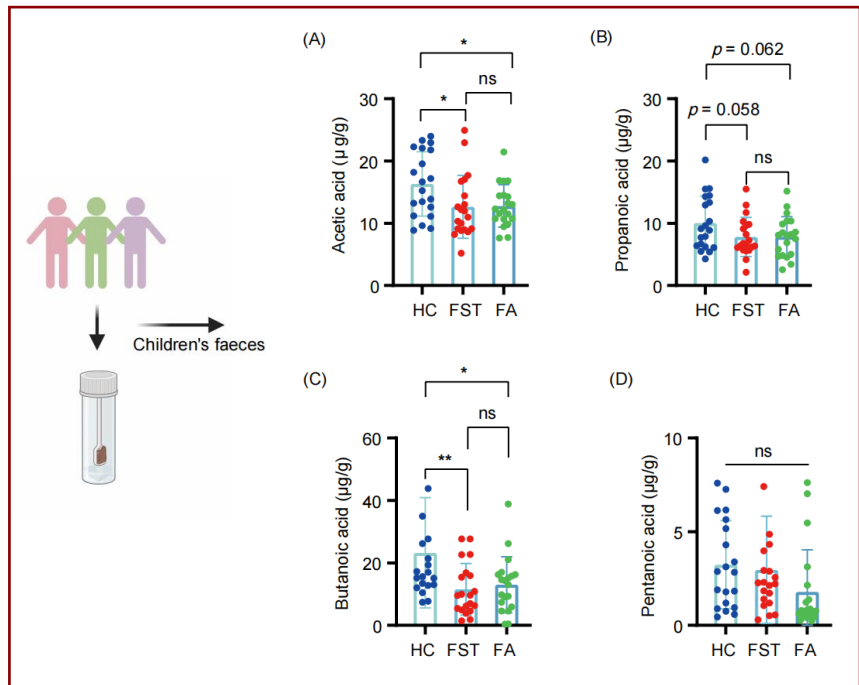 Children's faeces
(A)
*
ns
*
Acetic acid (μg/g)
30
20
10
0
HC FST FA
(B)
p = 0.062
p = 0.058
ns
Propanoic acid (μg/g)
30
20
10
0
HC FST FA
(C)
*
ns
**
Butanoic acid (μg/g)
60
40
20
0
HC FST FA
(D)
ns
Pentanoic acid (μg/g)
10
5
0
HC FST FA